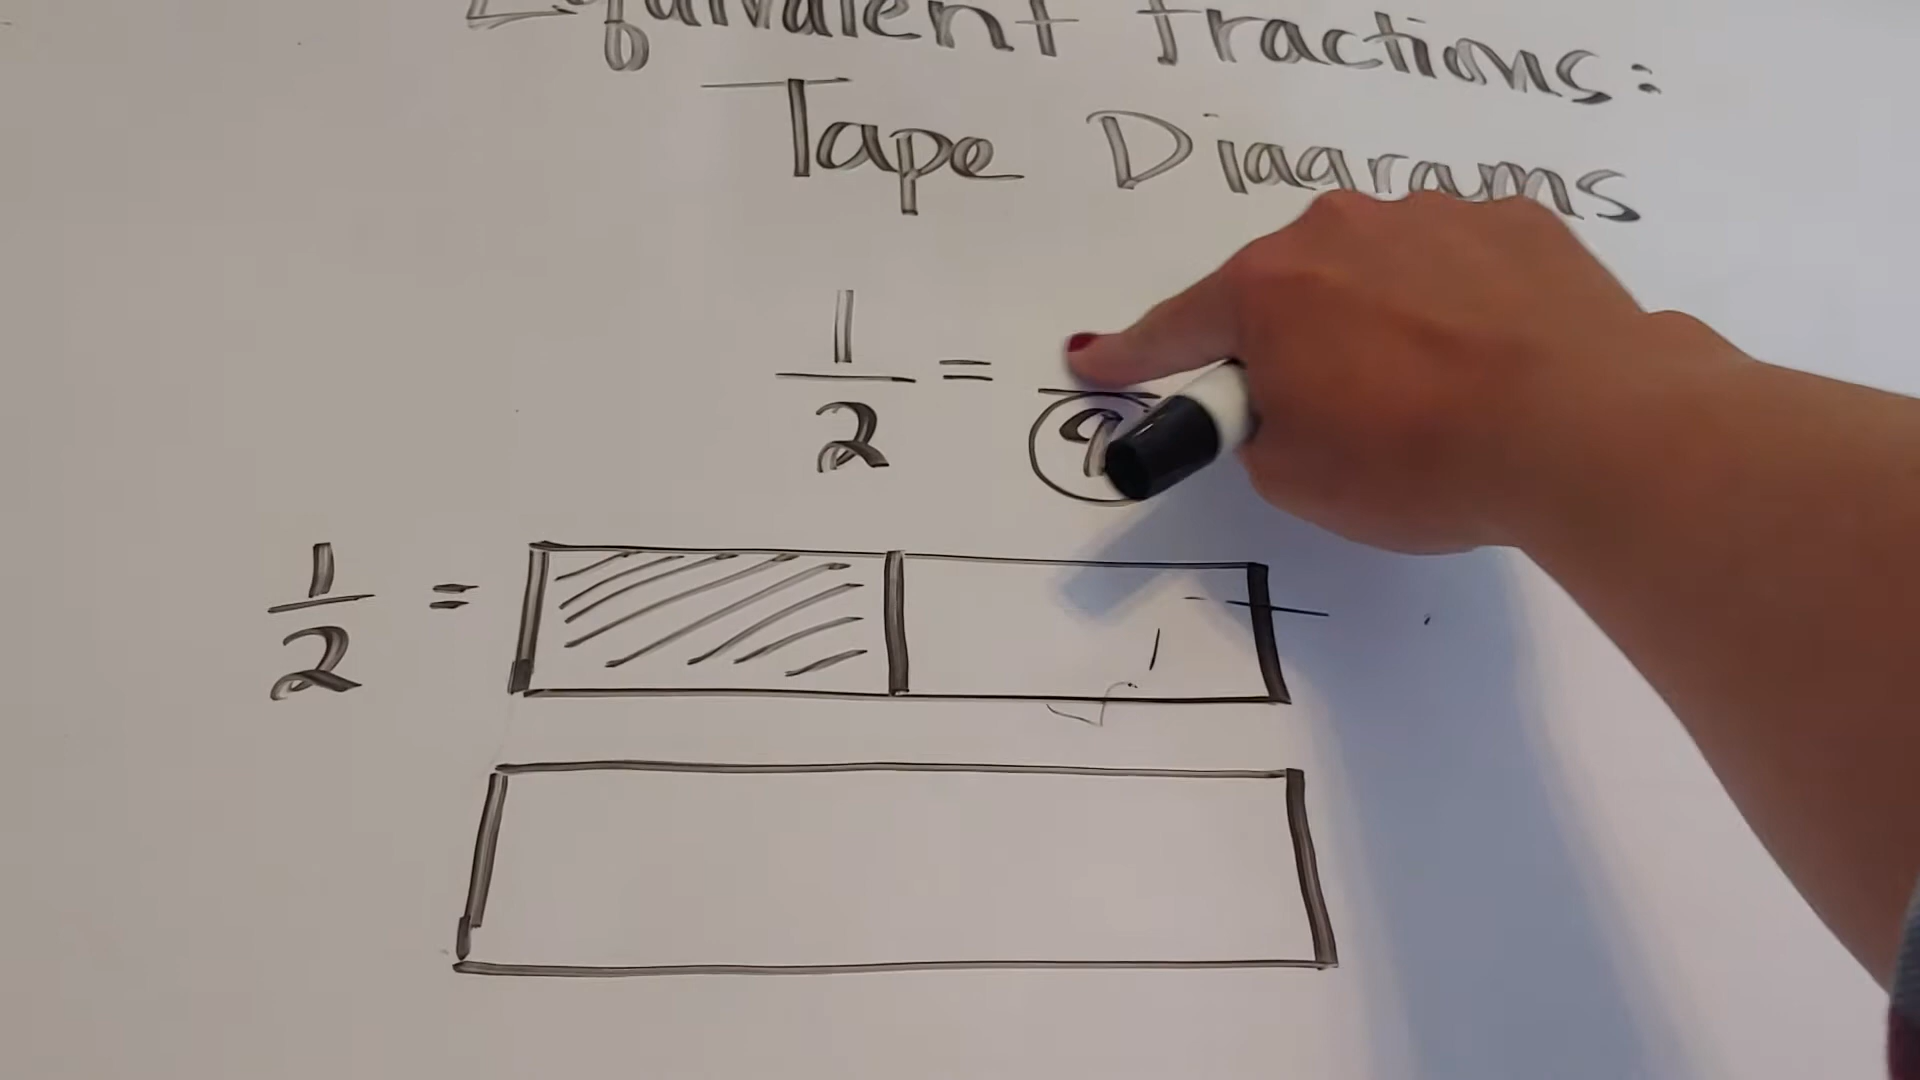 Equivalent fractions:
Tape Diagrams
1/2 =
1/2 =